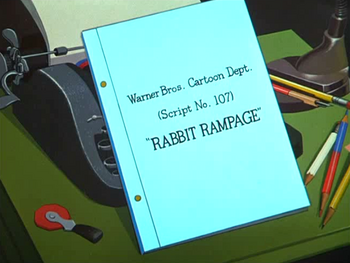 Warner Bros. Cartoon Dept.
(Script No. 107)
"RABBIT RAMPAGE"